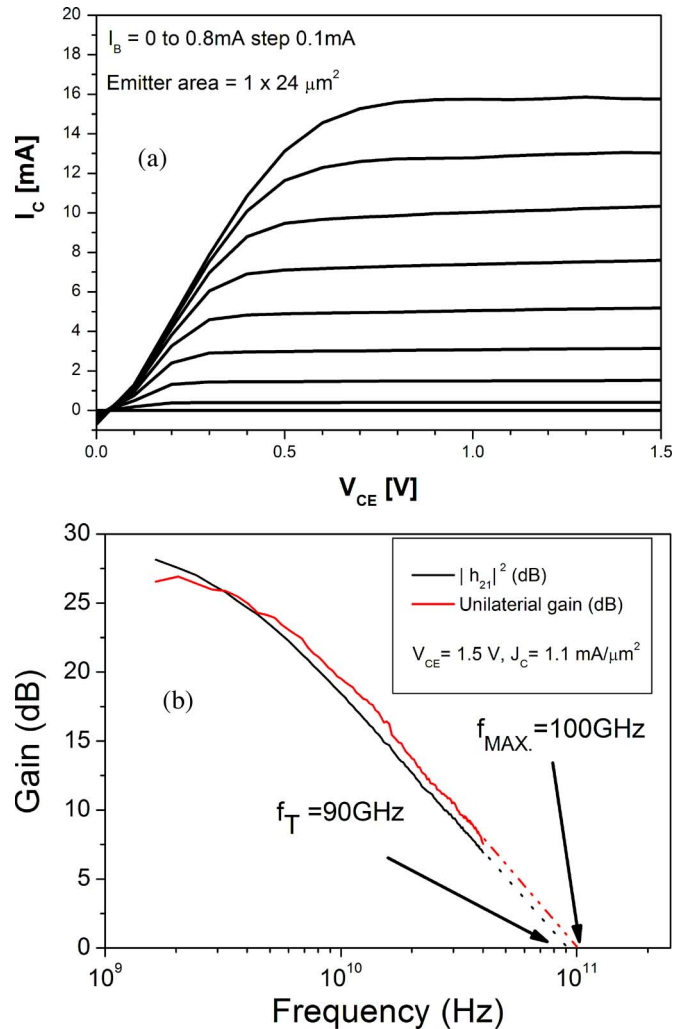 20
18
16
14
12
10
8
6
4
2
0
I_C [mA]
I_B = 0 to 0.8mA step 0.1mA
Emitter area = 1 x 24 μm²
(a)
0.0 0.5 1.0 1.5
V_CE [V]
30
25
20
15
10
5
0
Gain (dB)
| h_21|² (dB)
Unilaterial gain (dB)
V_CE= 1.5 V, J_C= 1.1 mA/μm²
(b)
f_MAX.=100GHz
f_T =90GHz
10⁹ 10¹⁰ 10¹¹
Frequency (Hz)